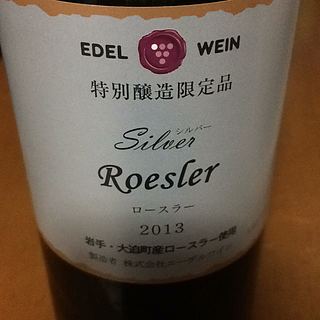 EDEL WEIN
特別醸造限定品
シルバー
Silver
Roesler
ロースラー
2013
岩手・大迫町産ロースラー使用
製造者 株式会社エーデルワイン